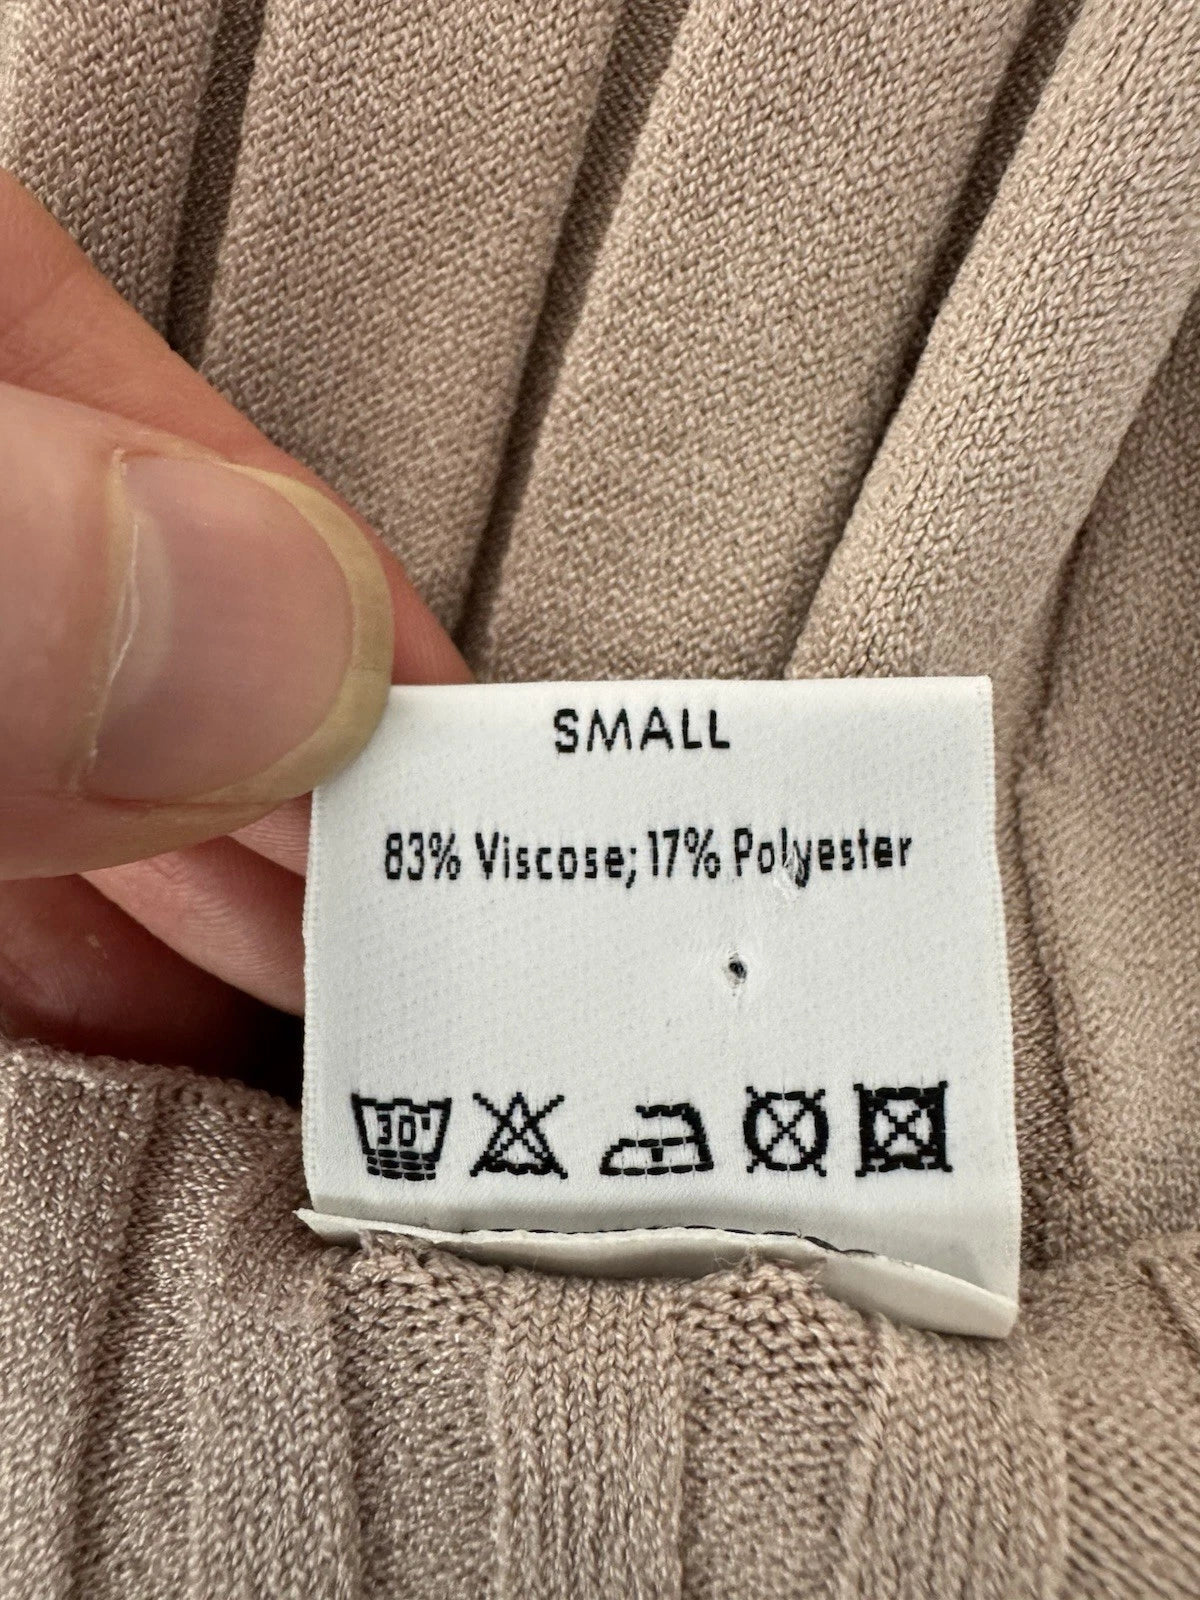 SMALL
83% Viscose; 17% Polyester
30°